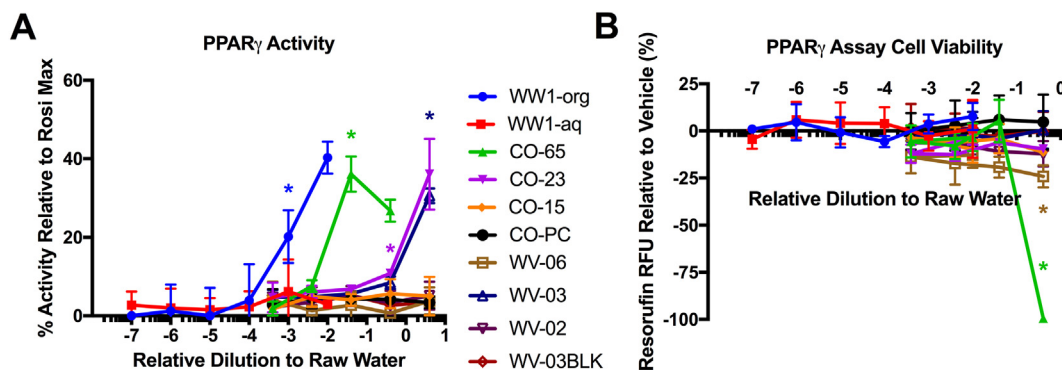 A
PPARγ Activity
% Activity Relative to Rosi Max
60
40
20
0
-7 -6 -5 -4 -3 -2 -1 0 1
Relative Dilution to Raw Water
* * * *
WW1-org
WW1-aq
CO-65
CO-23
CO-15
CO-PC
WV-06
WV-03
WV-02
WV-03BLK
B
PPARγ Assay Cell Viability
Resorufin RFU Relative to Vehicle (%)
25
0
-25
-50
-75
-100
-7 -6 -5 -4 -3 -2 -1 0
Relative Dilution to Raw Water
*
*